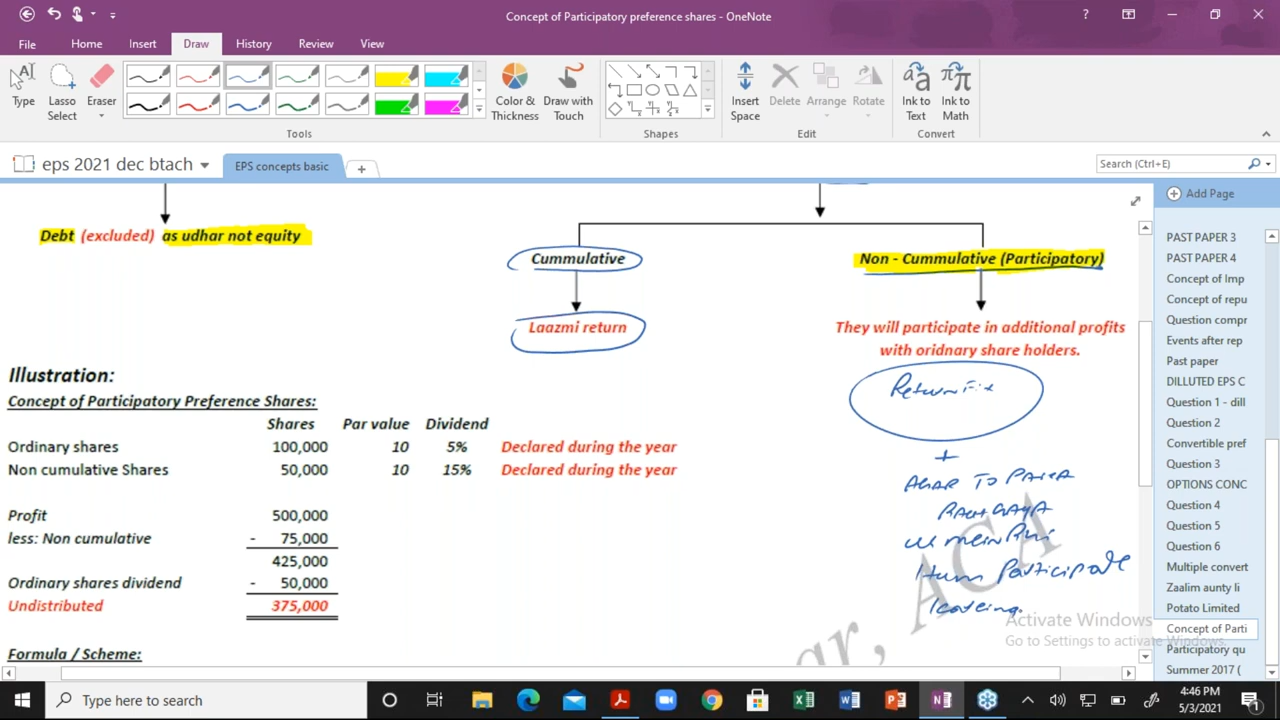 Concept of Participatory preference shares - OneNote
File Home Insert Draw History Review View
Type
Lasso Select
Eraser
Color & Thickness
Draw with Touch
Insert Space
Delete
Arrange
Rotate
Ink to Text
Ink to Math
Tools
Shapes
Edit
Convert
eps 2021 dec btach
EPS concepts basic
Search (Ctrl+E)
Debt (excluded) as udhar not equity
Cummulative
Non - Cummulative (Participatory)
Laazmi return
They will participate in additional profits
with oridnary share holders.
Return Fix
+
AGAR To PAISA
BACH GAYA
U mein Bhi
Hum Participate
Illustration:
Concept of Participatory Preference Shares:
Shares Par value Dividend
Ordinary shares 100,000 10 5% Declared during the year
Non cumulative Shares 50,000 10 15% Declared during the year
Profit 500,000
less: Non cumulative - 75,000
425,000
Ordinary shares dividend - 50,000
Undistributed 375,000
Formula / Scheme:
ar, ACA
Activate Windows
Go to Settings to activate Windows.
Add Page
PAST PAPER 3
PAST PAPER 4
Concept of Imp
Concept of repu
Question compr
Events after rep
Past paper
DILLUTED EPS C
Question 1 - dill
Question 2
Convertible pref
Question 3
OPTIONS CONC
Question 4
Question 5
Question 6
Multiple convert
Zaalim aunty li
Potato Limited
Concept of Parti
Participatory qu
Summer 2017 (
Type here to search
4:46 PM
5/3/2021